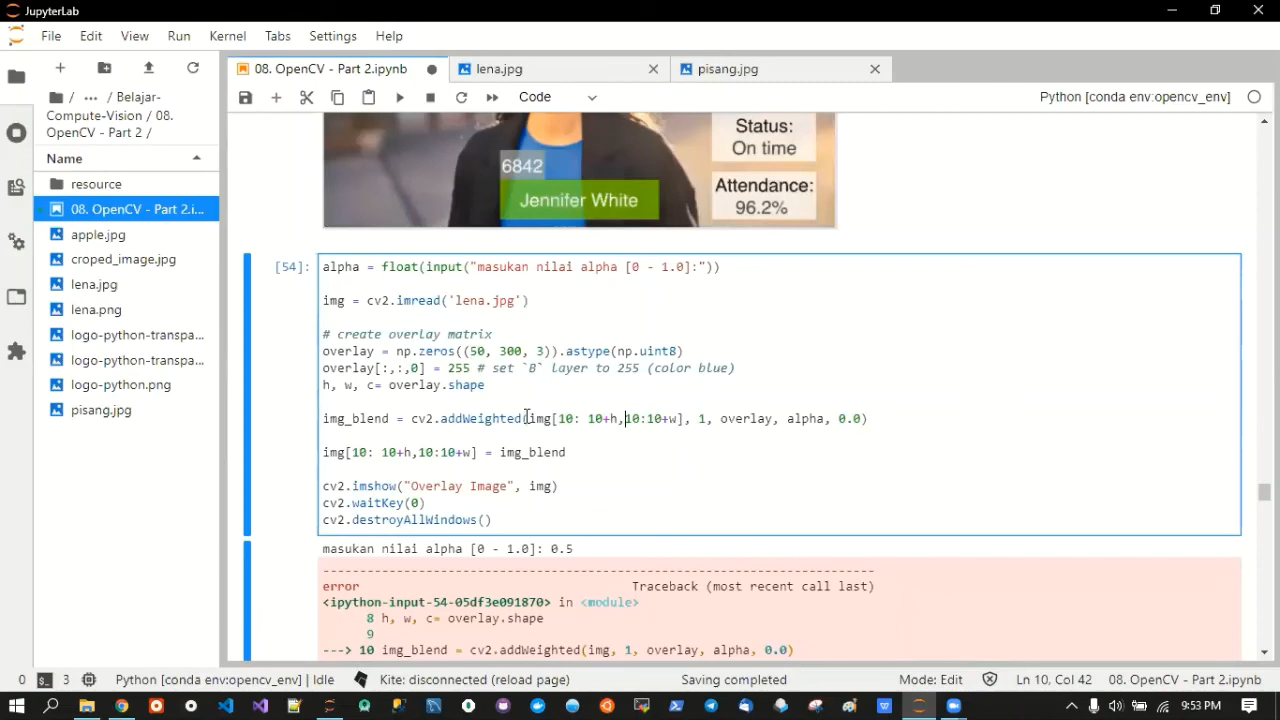 JupyterLab
File Edit View Run Kernel Tabs Settings Help
08. OpenCV - Part 2.ipynb
lena.jpg
pisang.jpg
Code
Python [conda env:opencv_env]
/ ... / Belajar-
Compute-Vision / 08.
OpenCV - Part 2 /
Name
resource
08. OpenCV - Part 2.i...
apple.jpg
croped_image.jpg
lena.jpg
lena.png
logo-python-transpa...
logo-python-transpa...
logo-python.png
pisang.jpg
Status:
On time
6842
Jennifer White
Attendance:
96.2%
[54]:
alpha = float(input("masukan nilai alpha [0 - 1.0]:"))
img = cv2.imread('lena.jpg')
# create overlay matrix
overlay = np.zeros((50, 300, 3)).astype(np.uint8)
overlay[:,:,0] = 255 # set `B` layer to 255 (color blue)
h, w, c= overlay.shape
img_blend = cv2.addWeighted(img[10: 10+h,10:10+w], 1, overlay, alpha, 0.0)
img[10: 10+h,10:10+w] = img_blend
cv2.imshow("Overlay Image", img)
cv2.waitKey(0)
cv2.destroyAllWindows()
masukan nilai alpha [0 - 1.0]: 0.5
---------------------------------------------------------------------------
error Traceback (most recent call last)
<ipython-input-54-05df3e091870> in <module>
8 h, w, c= overlay.shape
9
---> 10 img_blend = cv2.addWeighted(img, 1, overlay, alpha, 0.0)
0 3 Python [conda env:opencv_env] | Idle Kite: disconnected (reload page) Saving completed Mode: Edit Ln 10, Col 42 08. OpenCV - Part 2.ipynb
9:53 PM